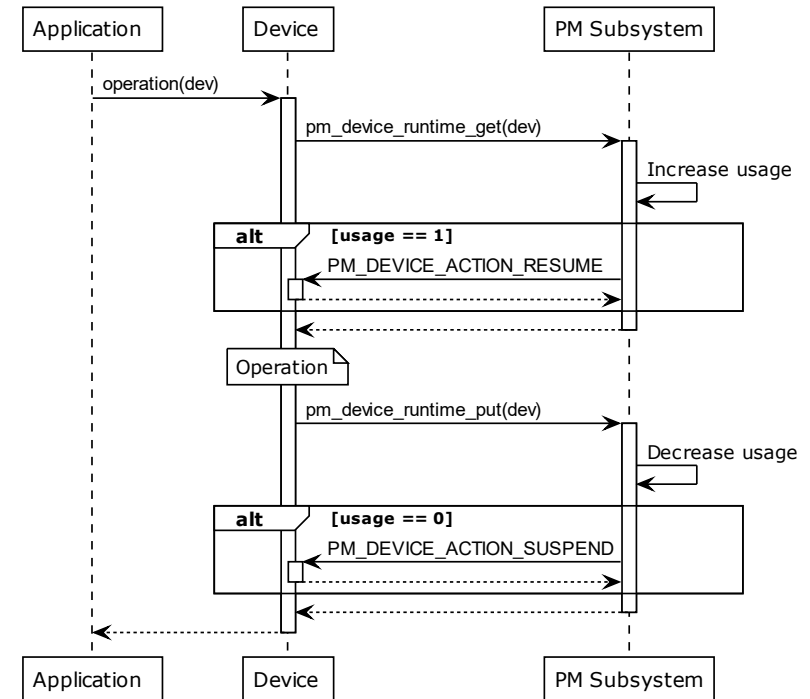 Application Device PM Subsystem
operation(dev)
pm_device_runtime_get(dev)
Increase usage
alt [usage == 1]
PM_DEVICE_ACTION_RESUME
Operation
pm_device_runtime_put(dev)
Decrease usage
alt [usage == 0]
PM_DEVICE_ACTION_SUSPEND
Application Device PM Subsystem